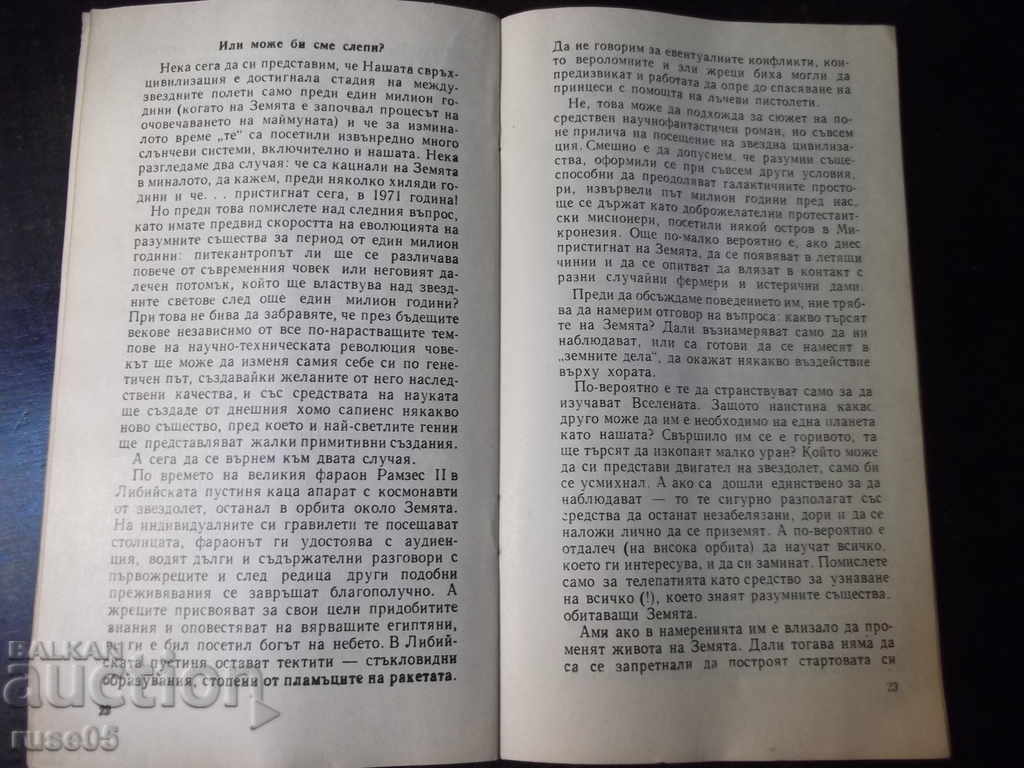 Или може би сме слепи?
Нека сега да си представим, че Нашата свръх-
цивилизация е достигнала стадия на между-
звездните полети само преди един милион го-
дини (когато на Земята е започвал процесът на
очовечаването на маймуната) и че за измина-
лото време „те“ са посетили извънредно много
слънчеви системи, включително и нашата. Нека
разгледаме два случая: че са кацнали на Земята
в миналото, да кажем, преди няколко хиляди го-
дини и че. . . пристигнат сега, в 1971 година!
Но преди това помислете над следния въпрос,
като имате предвид скоростта на еволюцията на
разумните същества за период от един милион
години: питекантропът ли ще се различава
повече от съвременния човек или неговият да-
лечен потомък, който ще властвува над звезд-
ните светове след още един милион години?
При това не бива да забравяте, че през бъдещите
векове независимо от все по-нарастващите тем-
пове на научно-техническата революция чове-
кът ще може да изменя самия себе си по гене-
тичен път, създавайки желаните от него наслед-
ствени качества, и със средствата на науката
ще създаде от днешния хомо сапиенс някакво
ново същество, пред което и най-светлите гении
ще представляват жалки примитивни създания.
А сега да се върнем към двата случая.
По времето на великия фараон Рамзес II в
Либийската пустиня каца апарат с космонавти
от звездолет, останал в орбита около Земята.
На индивидуалните си гравилети те посещават
столицата, фараонът ги удостоява с аудиен-
ция, водят дълги и съдържателни разговори с
първожреците и след редица други подобни
преживявания се завръщат благополучно. А
жреците присвояват за свои цели придобитите
знания и оповестяват на вярващите египтяни,
че ги е бил посетил богът на небето. В Либий-
ската пустиня остават тектити — стъкловидни
образувания, стопени от пламъците на ракетата.
22
Да не говорим за евентуалните конфликти, кои-
то вероломните и зли жреци биха могли да
предизвикат и работата да опре до спасяване на
принцеси с помощта на лъчеви пистолети.
Не, това може да подхожда за сюжет на по-
средствен научнофантастичен роман, но съвсем
не прилича на посещение на звездна цивилиза-
ция. Смешно е да допуснем, че разумни съще-
ства, оформили се при съвсем други условия,
способни да преодоляват галактичните просто-
ри, извървели път милион години пред нас,
ще се държат като доброжелателни протестант-
ски мисионери, посетили някой остров в Ми-
кронезия. Още по-малко вероятно е, ако днес
пристигнат на Земята, да се появяват в летящи
чинии и да се опитват да влязат в контакт с
разни случайни фермери и истерични дами.
Преди да обсъждаме поведението им, ние тряб-
ва да намерим отговор на въпроса: какво търсят
те на Земята? Дали възнамеряват само да ни
наблюдават, или са готови да се намесят в
„земните дела“, да окажат някакво въздействие
върху хората.
По-вероятно е те да странствуват само за да
изучават Вселената. Защото наистина какво
друго може да им е необходимо на една планета
като нашата? Свършило им се е горивото, та
ще търсят да изкопаят малко уран? Който може
да си представи двигател на звездолет, само би
се усмихнал. А ако са дошли единствено за да
наблюдават — то те сигурно разполагат със
средства да останат незабелязани, дори и да се
наложи лично да се приземят. А по-вероятно е
отдалеч (на висока орбита) да научат всичко,
което ги интересува, и да си заминат. Помислете
само за телепатията като средство за узнаване
на всичко (!), което знаят разумните същества,
обитаващи Земята.
Ами ако в намеренията им е влизало да про-
менят живота на Земята. Дали тогава няма да
са се запретнали да построят стартовата си
23
БАЛКАН
auction
ruse05